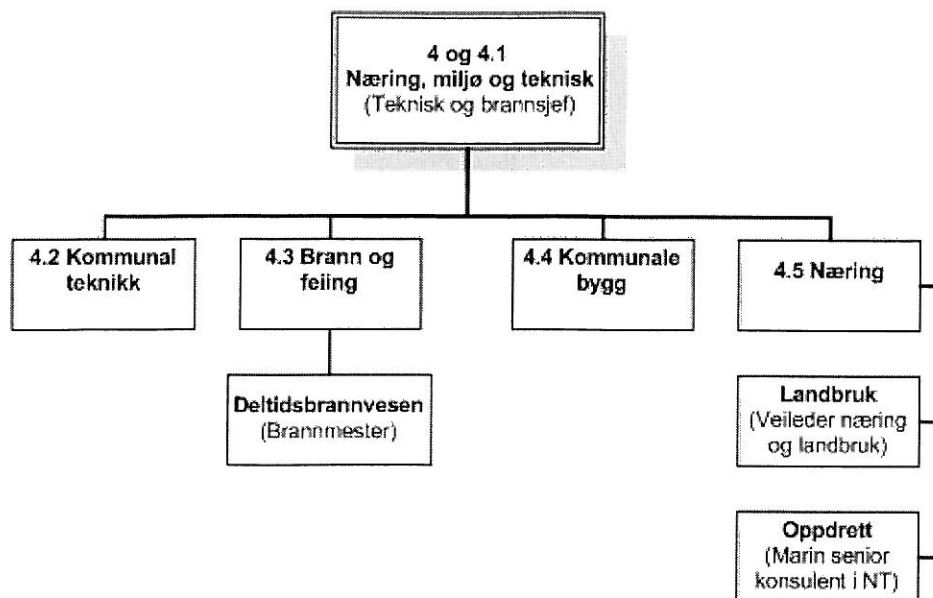 4 og 4.1
Næring, miljø og teknisk
(Teknisk og brannsjef)
4.2 Kommunal
teknikk
4.3 Brann og
feiing
4.4 Kommunale
bygg
4.5 Næring
Deltidsbrannvesen
(Brannmester)
Landbruk
(Veileder næring
og landbruk)
Oppdrett
(Marin senior
konsulent i NT)